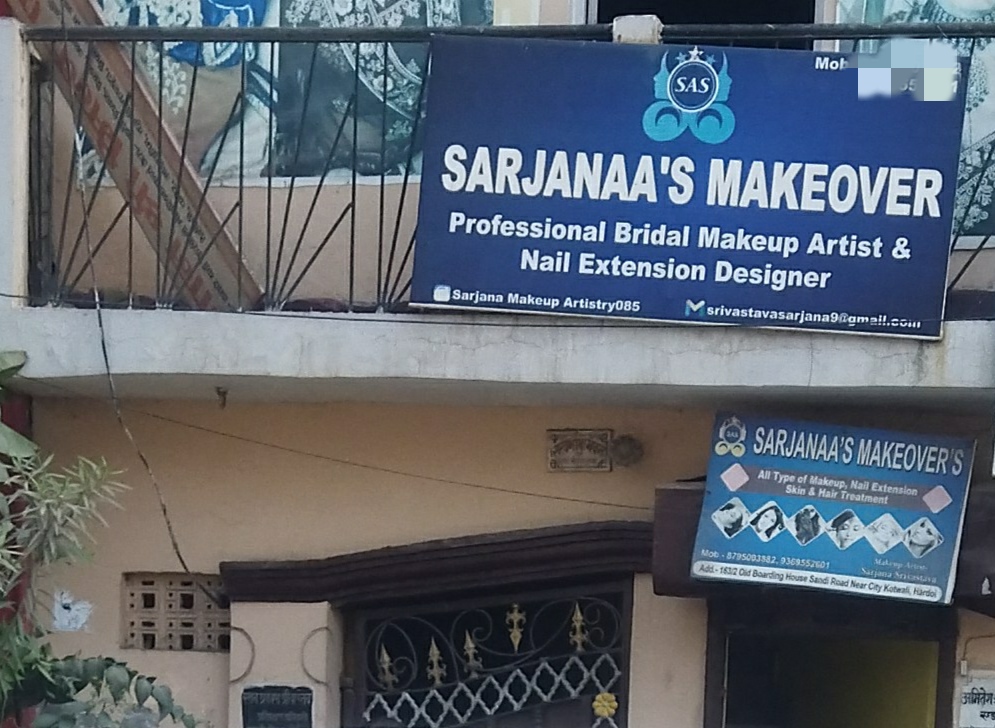 SAS
Mob
SARJANAA'S MAKEOVER
Professional Bridal Makeup Artist &
Nail Extension Designer
Sarjana Makeup Artistry085
srivastavasarjana9@gmail.com
SAS
SARJANAA'S MAKEOVER'S
All Type of Makeup, Nail Extension
Skin & Hair Treatment
Makeup Artist-
Mob - 8795093982, 9369552601
Sarjana Srivastava
Add.- 163/2 Old Boarding House Sandi Road Near City Kotwali, Hardoi